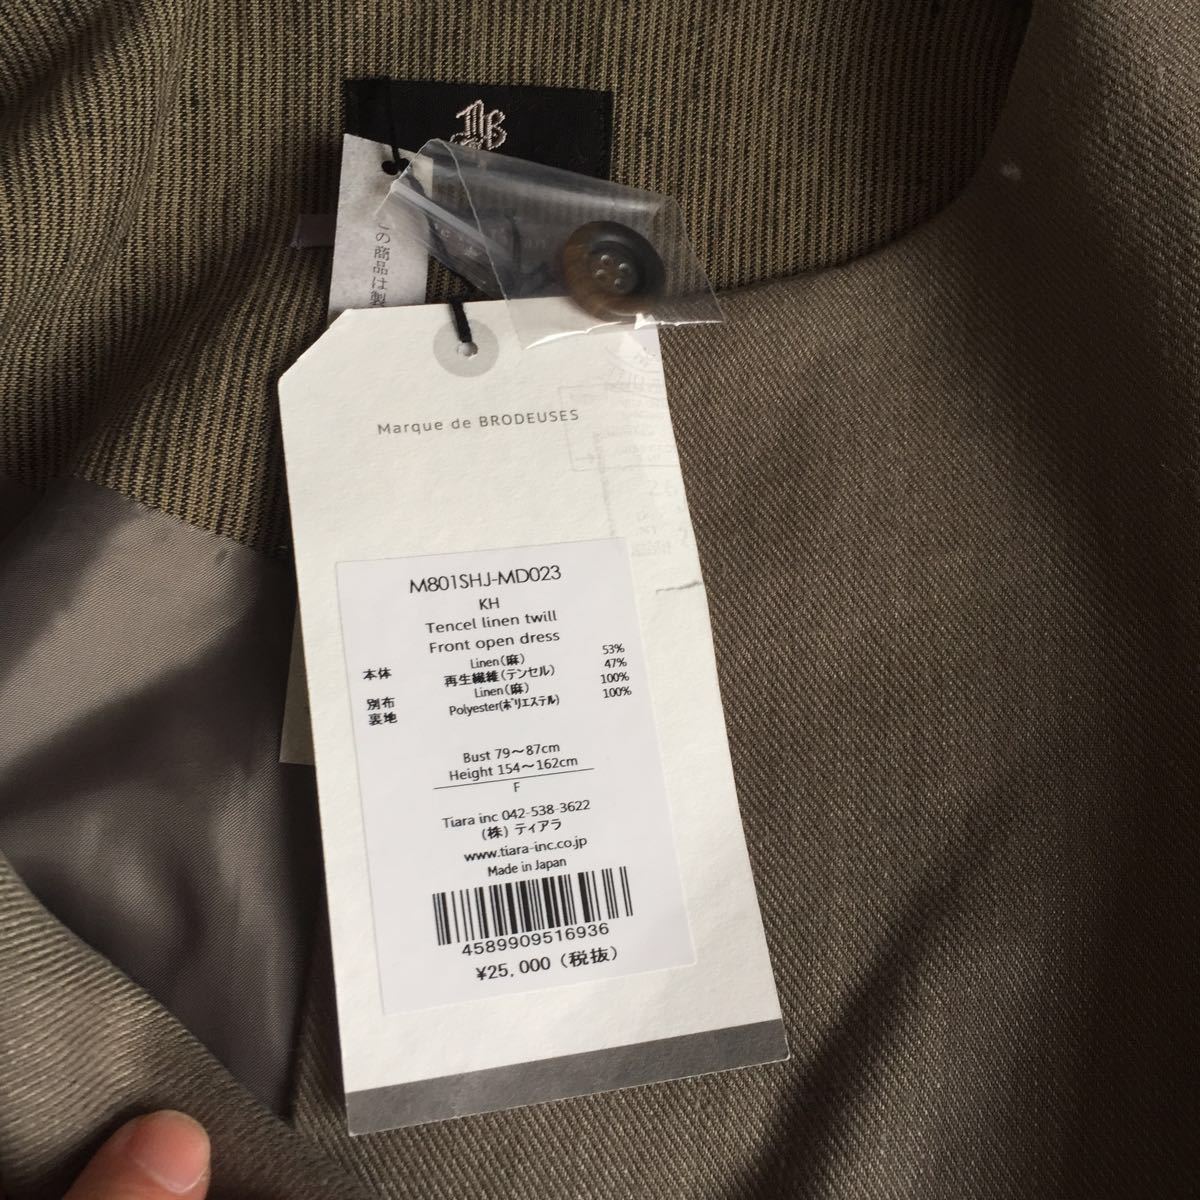 この商品は製
Marque de BRODEUSES
M801SHJ-MD023
KH
Tencel linen twill
Front open dress
本体 Linen(麻) 53%
再生繊維(テンセル) 47%
別布 Linen(麻) 100%
裏地 Polyester(ポリエステル) 100%
Bust 79～87cm
Height 154～162cm
F
Tiara inc 042-538-3622
(株) ティアラ
www.tiara-inc.co.jp
Made in Japan
4589909516936
¥25,000 (税抜)